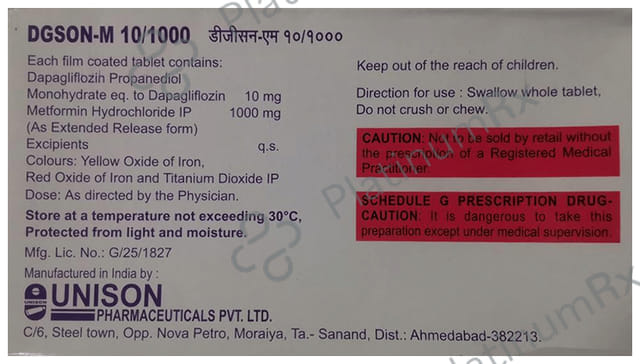 DGSON-M 10/1000 डीजीसन-एम १०/१०००
Each film coated tablet contains:
Dapagliflozin Propanediol
Monohydrate eq. to Dapagliflozin 10 mg
Metformin Hydrochloride IP 1000 mg
(As Extended Release form)
Excipients q.s.
Colours: Yellow Oxide of Iron,
Red Oxide of Iron and Titanium Dioxide IP
Dose: As directed by the Physician.
Store at a temperature not exceeding 30°C,
Protected from light and moisture.
Mfg. Lic. No.: G/25/1827
Manufactured in India by :
UNISON
UNISON
PHARMACEUTICALS PVT. LTD.
C/6, Steel town, Opp. Nova Petro, Moraiya, Ta.- Sanand, Dist.: Ahmedabad-382213.
Keep out of the reach of children.
Direction for use : Swallow whole tablet,
Do not crush or chew.
CAUTION: Not to be sold by retail without
the prescription of a Registered Medical
Practitioner.
SCHEDULE G PRESCRIPTION DRUG-
CAUTION: It is dangerous to take this
preparation except under medical supervision.
PlatinumRx
PlatinumRx